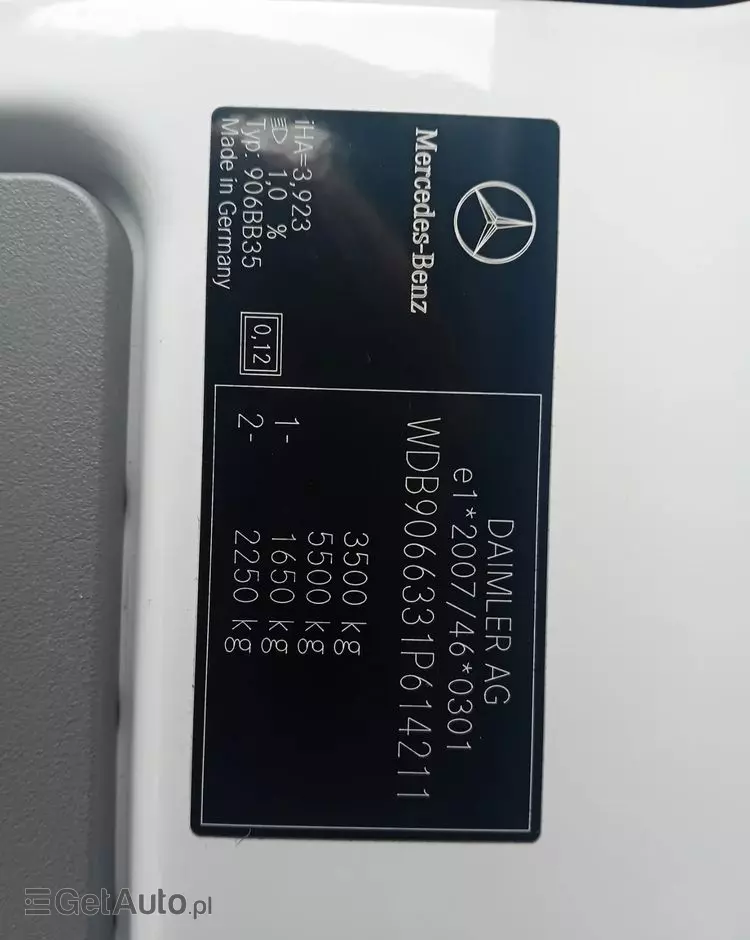 Mercedes-Benz
iHA=3,923
1,0 %
Typ: 906BB35
Made in Germany
0,12
DAIMLER AG
e1*2007/46*0301
WDB9066331P614211
3500 kg
5500 kg
1- 1650 kg
2- 2250 kg
GetAuto.pl